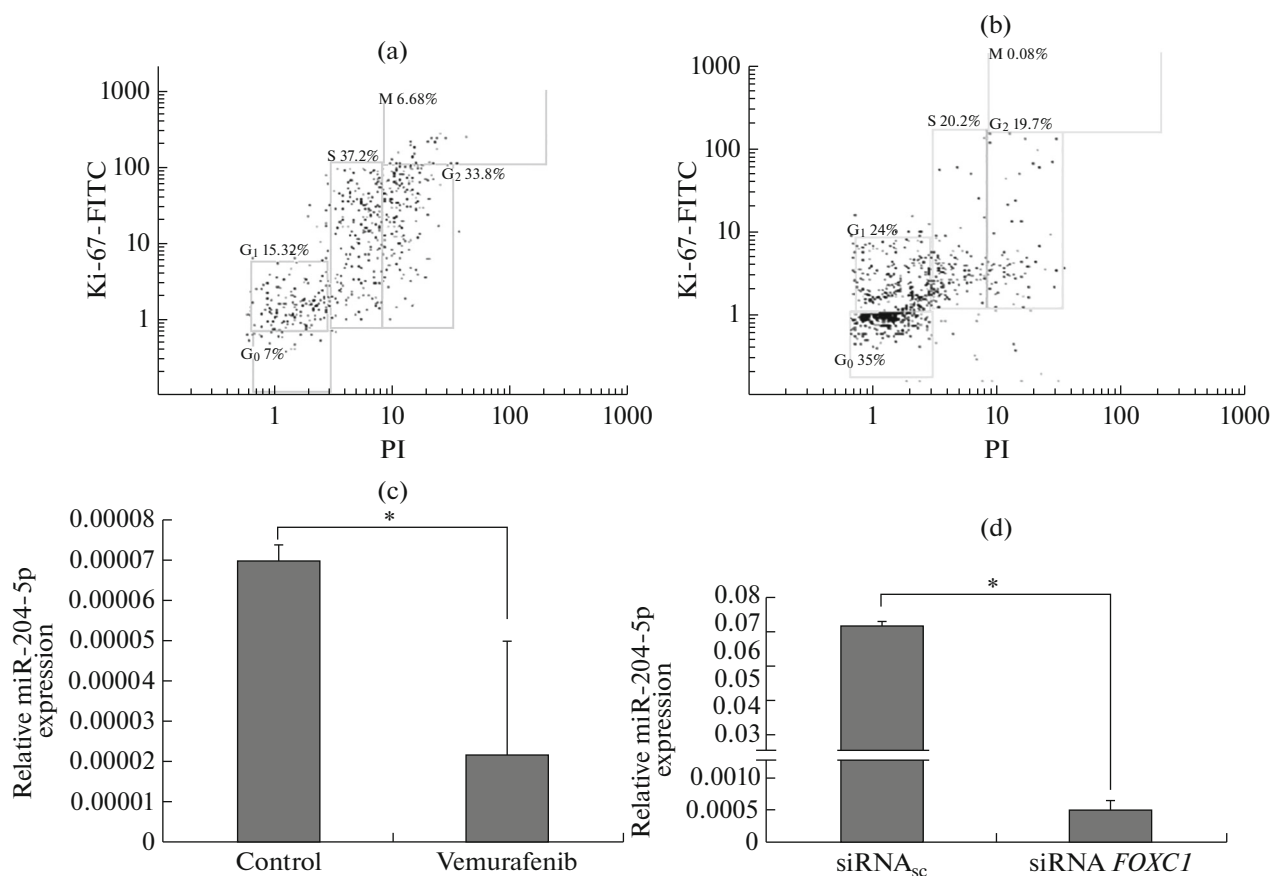 (a)
Ki-67-FITC
1000
100
10
1
M 6.68%
S 37.2%
G₂ 33.8%
G₁ 15.32%
G₀ 7%
1 10 100 1000
PI
(b)
Ki-67-FITC
1000
100
10
1
M 0.08%
S 20.2%
G₂ 19.7%
G₁ 24%
G₀ 35%
1 10 100 1000
PI
(c)
Relative miR-204-5p
expression
0.00008
0.00007
0.00006
0.00005
0.00004
0.00003
0.00002
0.00001
0
*
Control Vemurafenib
(d)
Relative miR-204-5p
expression
0.08
0.07
0.06
0.04
0.03
0.0010
0.0005
0
*
siRNA_sc siRNA FOXC1